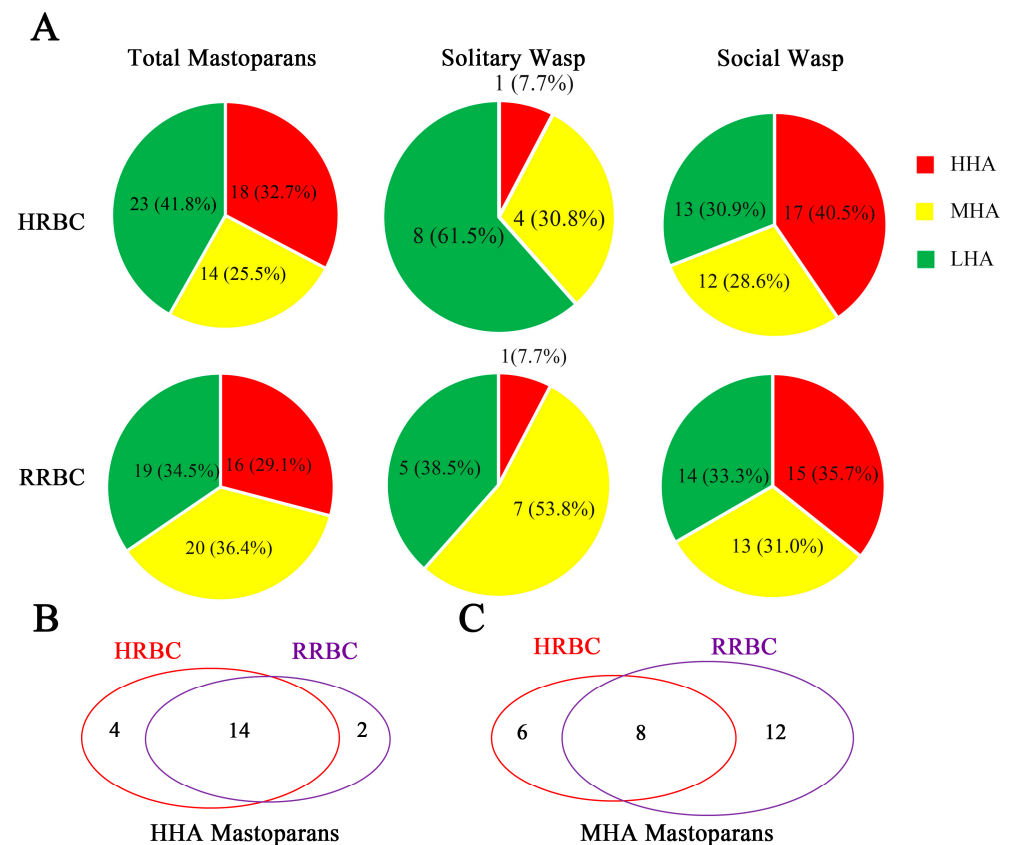 A
Total Mastoparans
Solitary Wasp
Social Wasp
HRBC
23 (41.8%)
18 (32.7%)
14 (25.5%)
1 (7.7%)
4 (30.8%)
8 (61.5%)
13 (30.9%)
17 (40.5%)
12 (28.6%)
HHA
MHA
LHA
RRBC
19 (34.5%)
16 (29.1%)
20 (36.4%)
1(7.7%)
5 (38.5%)
7 (53.8%)
14 (33.3%)
15 (35.7%)
13 (31.0%)
B
HRBC
RRBC
4
14
2
HHA Mastoparans
C
HRBC
RRBC
6
8
12
MHA Mastoparans